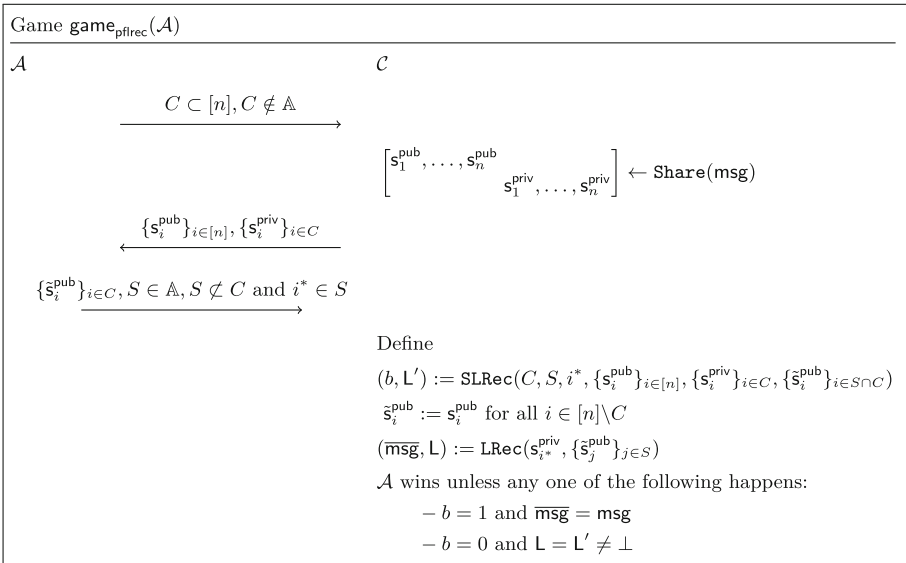 Game game_pflrec(𝒜)
𝒜 𝒞
C ⊂ [n], C ∉ 𝔸
[s_1^pub, . . . , s_n^pub
s_1^priv, . . . , s_n^priv] ← Share(msg)
{s_i^pub}_{i∈[n]}, {s_i^priv}_{i∈C}
{s̃_i^pub}_{i∈C}, S ∈ 𝔸, S ⊄ C and i* ∈ S
Define
(b, L′) := SLRec(C, S, i*, {s_i^pub}_{i∈[n]}, {s_i^priv}_{i∈C}, {s̃_i^pub}_{i∈S∩C})
s̃_i^pub := s_i^pub for all i ∈ [n]\C
(m̅s̅g̅, L) := LRec(s_{i*}^priv, {s̃_j^pub}_{j∈S})
𝒜 wins unless any one of the following happens:
– b = 1 and m̅s̅g̅ = msg
– b = 0 and L = L′ ≠ ⊥